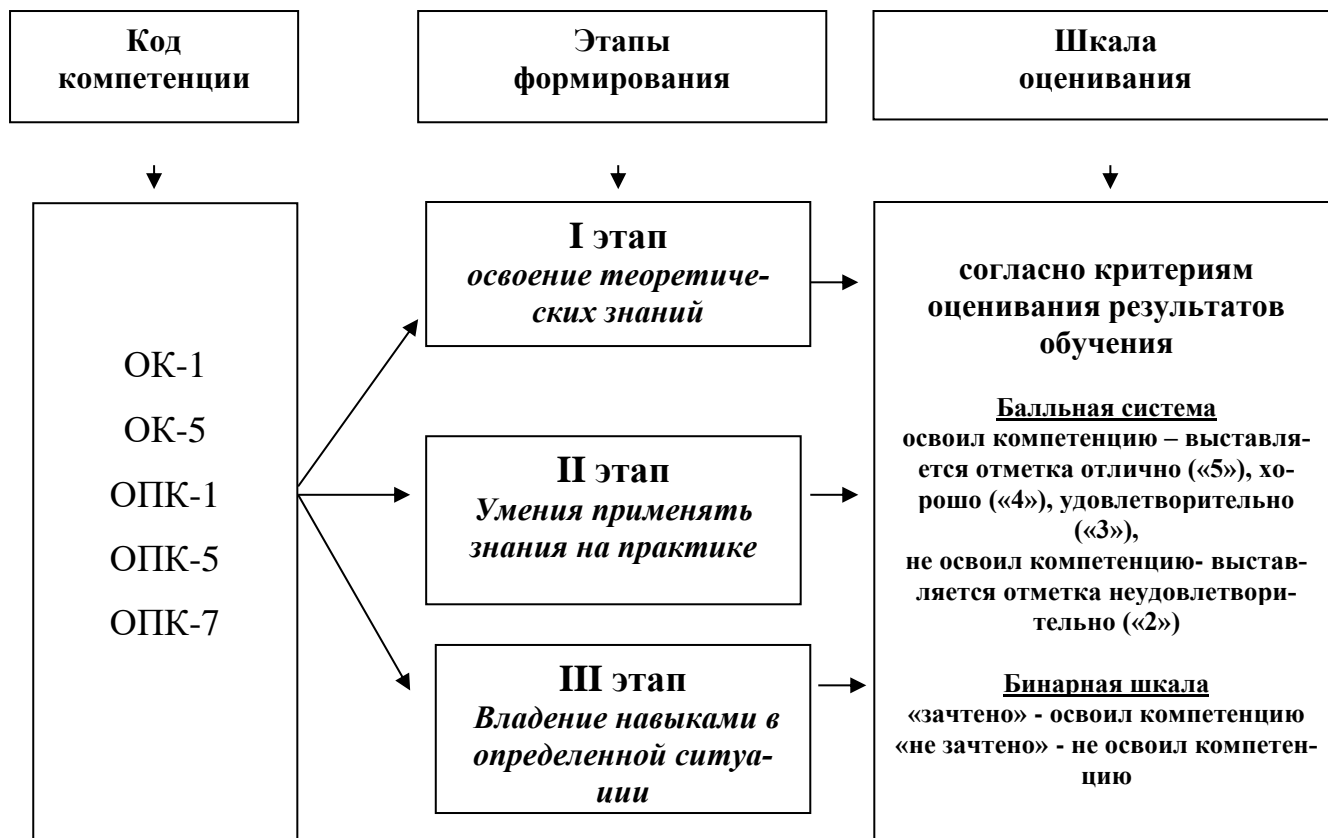 Код
компетенции
Этапы
формирования
Шкала
оценивания
ОК-1
ОК-5
ОПК-1
ОПК-5
ОПК-7
I этап
освоение теоретиче-
ских знаний
II этап
Умения применять
знания на практике
III этап
Владение навыками в
определенной ситуа-
иии
согласно критериям
оценивания результатов
обучения
Балльная система
освоил компетенцию – выставля-
ется отметка отлично («5»), хо-
рошо («4»), удовлетворительно
(«3»),
не освоил компетенцию- выстав-
ляется отметка неудовлетвори-
тельно («2»)
Бинарная шкала
«зачтено» - освоил компетенцию
«не зачтено» - не освоил компетен-
цию